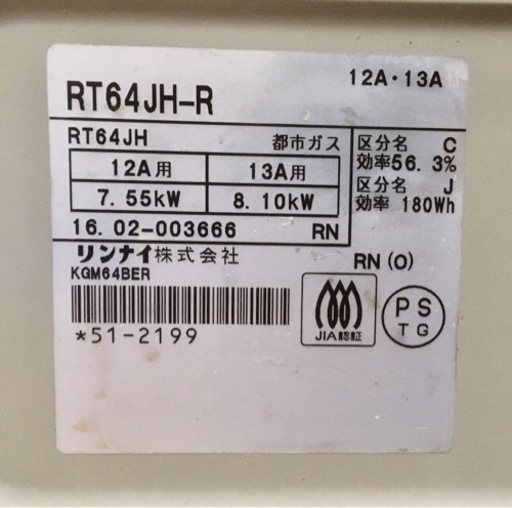 12A・13A
RT64JH-R
RT64JH 都市ガス
12A用 13A用
7.55kW 8.10kW
16.02-003666 RN
区分名 C
効率56.3%
区分名 J
効率 180Wh
リンナイ株式会社
RN(O)
KGM64BER
*51-2199
JIA認証
PS
TG